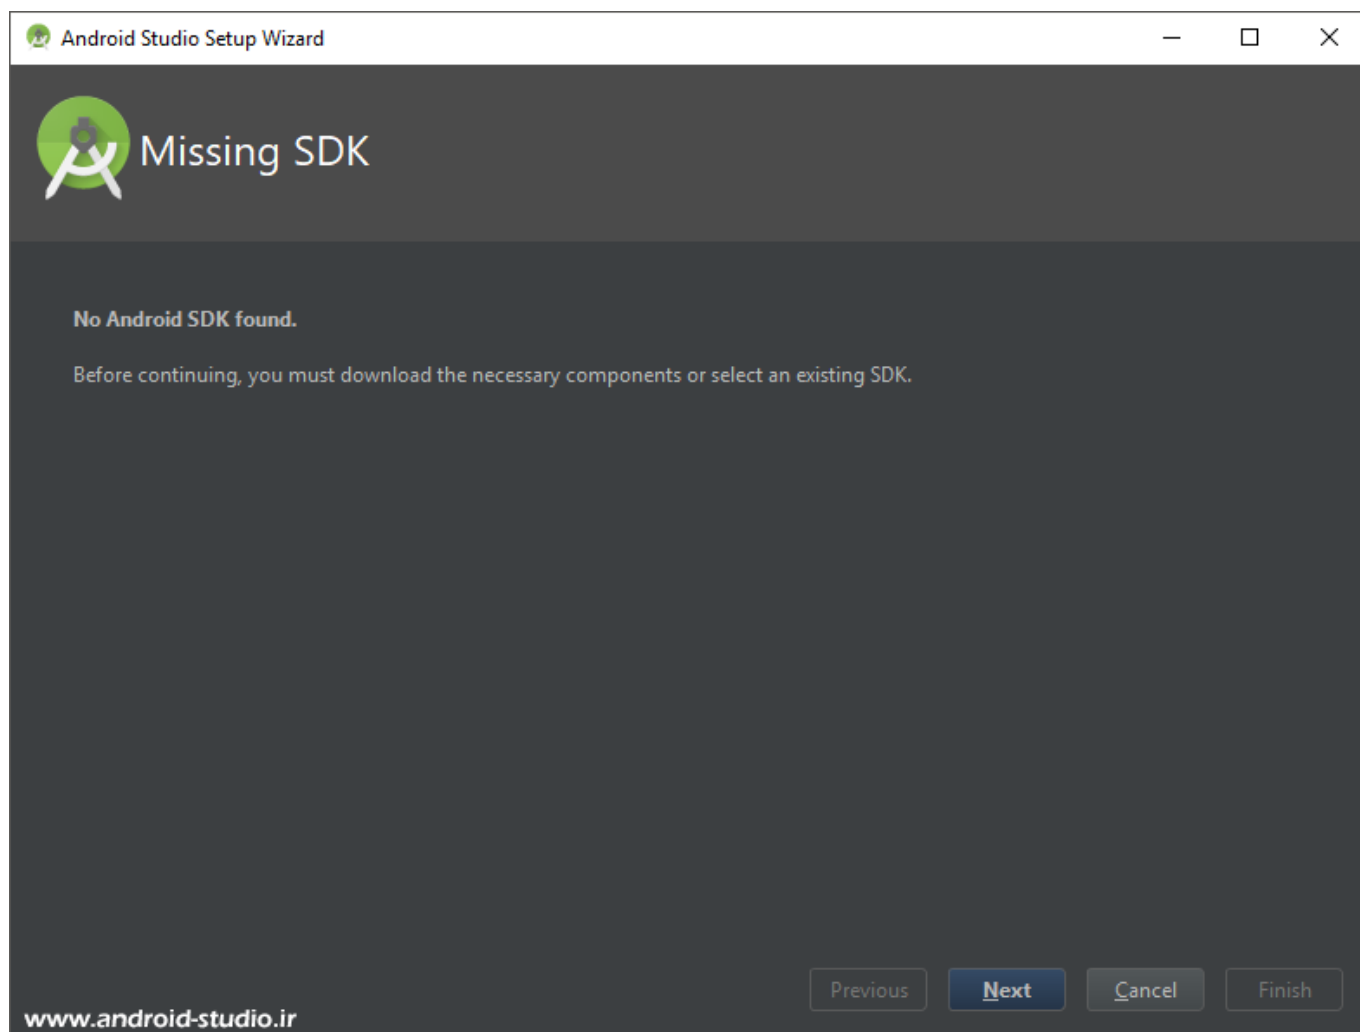 Android Studio Setup Wizard
Missing SDK
No Android SDK found.
Before continuing, you must download the necessary components or select an existing SDK.
Previous Next Cancel Finish
www.android-studio.ir